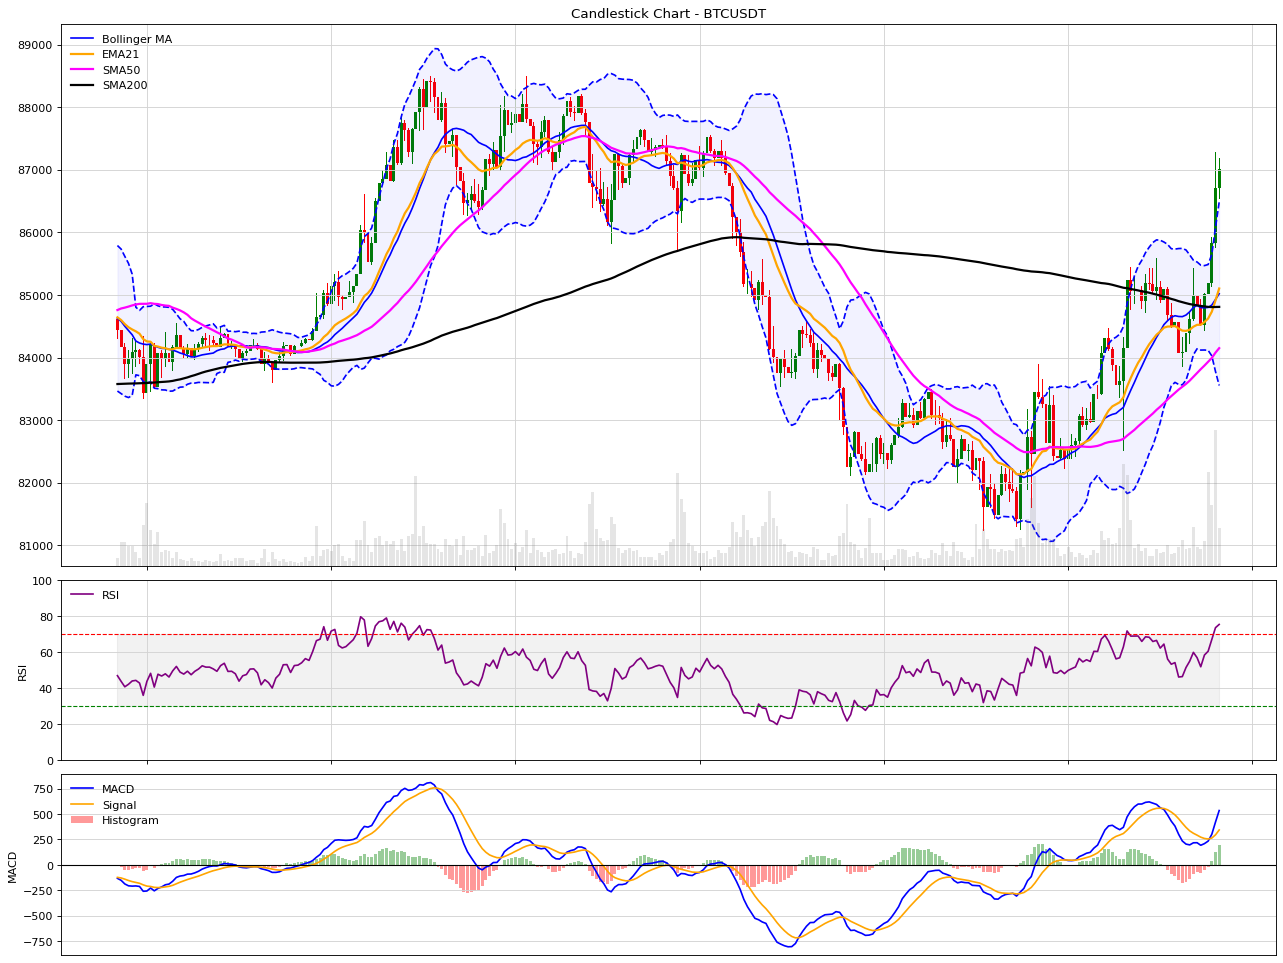 Candlestick Chart - BTCUSDT
Bollinger MA
EMA21
SMA50
SMA200
89000
88000
87000
86000
85000
84000
83000
82000
81000
RSI
100
80
60
40
20
0
RSI
MACD
Signal
Histogram
750
500
250
0
−250
−500
−750
MACD